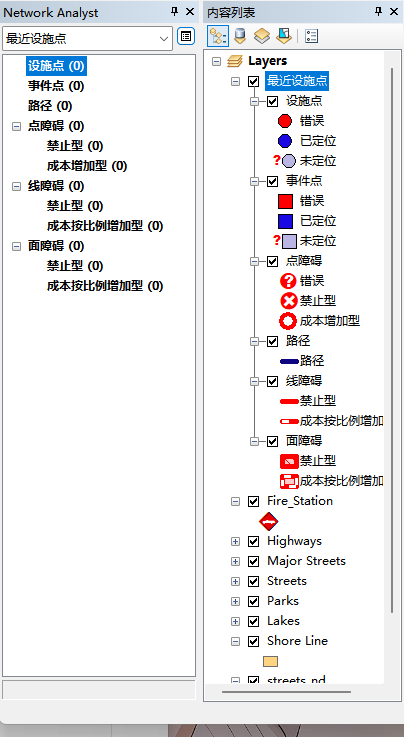 Network Analyst
最近设施点
设施点 (0)
事件点 (0)
路径 (0)
点障碍 (0)
禁止型 (0)
成本增加型 (0)
线障碍 (0)
禁止型 (0)
成本按比例增加型 (0)
面障碍 (0)
禁止型 (0)
成本按比例增加型 (0)
内容列表
Layers
最近设施点
设施点
错误
已定位
? 未定位
事件点
错误
已定位
? 未定位
点障碍
? 错误
禁止型
成本增加型
路径
路径
线障碍
禁止型
成本按比例增加
面障碍
禁止型
成本按比例增加
Fire_Station
Highways
Major Streets
Streets
Parks
Lakes
Shore Line
streets_nd